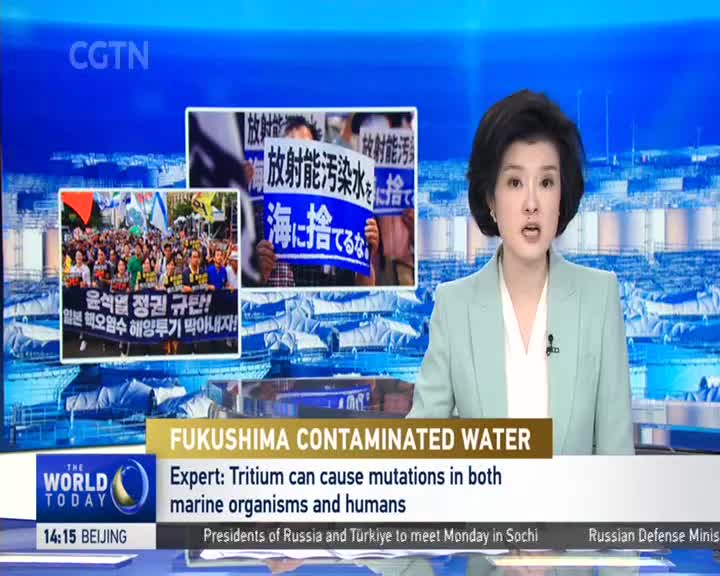 CGTN
放射能汚染水を
海に捨てるな。
윤석열 정권 규탄!
일본 핵오염수 해양투기 막아내자!
FUKUSHIMA CONTAMINATED WATER
Expert: Tritium can cause mutations in both
marine organisms and humans
THE
WORLD
TODAY
14:15 BEIJING
Presidents of Russia and Türkiye to meet Monday in Sochi
Russian Defense Minis